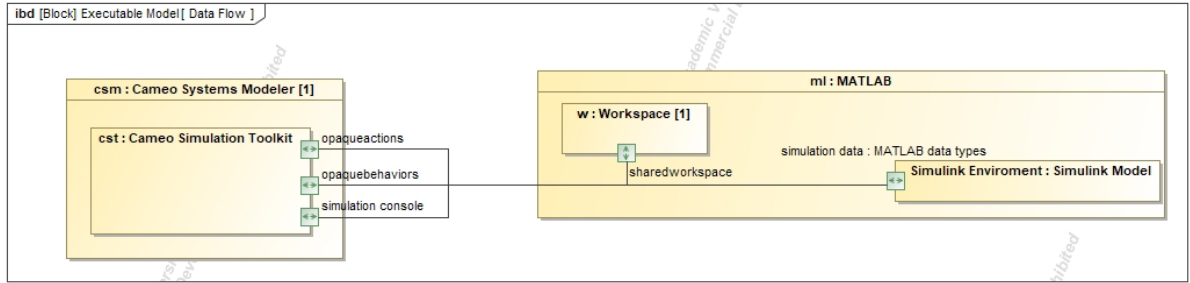 ibd [Block] Executable Model[ Data Flow ]
csm : Cameo Systems Modeler [1]
cst : Cameo Simulation Toolkit
opaqueactions
opaquebehaviors
simulation console
ml : MATLAB
w : Workspace [1]
sharedworkspace
simulation data : MATLAB data types
Simulink Enviroment : Simulink Model